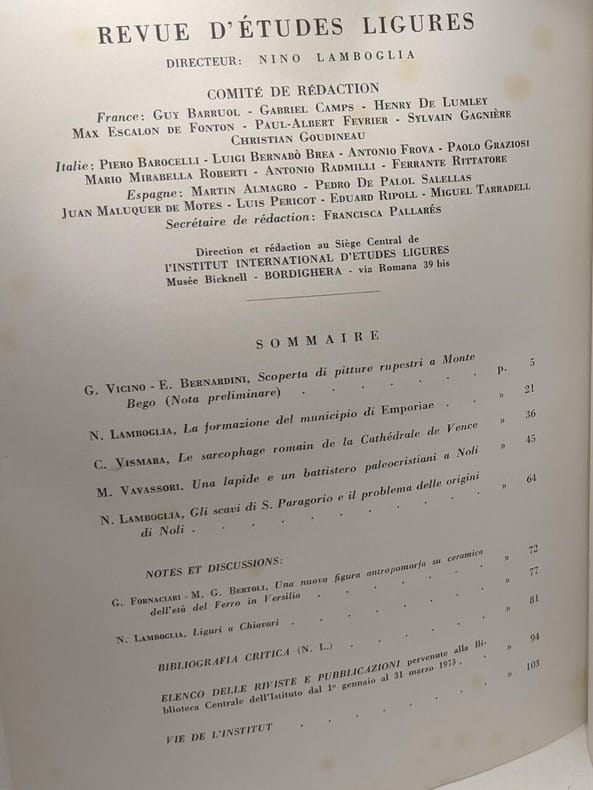 REVUE D'ÉTUDES LIGURES
DIRECTEUR: NINO LAMBOGLIA
COMITÉ DE RÉDACTION
France: GUY BARRUOL - GABRIEL CAMPS - HENRY DE LUMLEY
MAX ESCALON DE FONTON - PAUL-ALBERT FEVRIER - SYLVAIN GAGNIÈRE
CHRISTIAN GOUDINEAU
Italie: PIERO BAROCELLI - LUIGI BERNABÒ BREA - ANTONIO FROVA - PAOLO GRAZIOSI
MARIO MIRABELLA ROBERTI - ANTONIO RADMILLI - FERRANTE RITTATORE
Espagne: MARTIN ALMAGRO - PEDRO DE PALOL SALELLAS
JUAN MALUQUER DE MOTES - LUIS PERICOT - EDUARD RIPOLL - MIGUEL TARRADELL
Secrétaire de rédaction: FRANCISCA PALLARÉS
Direction et rédaction au Siège Central de
l'INSTITUT INTERNATIONAL D'ETUDES LIGURES
Musée Bicknell - BORDIGHERA - via Romana 39 bis
SOMMAIRE
G. VICINO - E. BERNARDINI, Scoperta di pitture rupestri a Monte
Bego (Nota preliminare) . . . . . . p. 5
N. LAMBOGLIA, La formazione del municipio di Emporiae . . » 21
C. VISMARA, Le sarcophage romain de la Cathédrale de Vence » 36
M. VAVASSORI. Una lapide e un battistero paleocristiani a Noli » 45
N. LAMBOGLIA, Gli scavi di S. Paragorio e il problema delle origini
di Noli . . . . . . . . . . » 64
NOTES ET DISCUSSIONS:
G. FORNACIARI - M. G. BERTOLI, Una nuova figura antropomorfa su ceramica
dell'età del Ferro in Versilia . . . . . . » 72
N. LAMBOGLIA, Liguri a Chiavari . . . . . . . » 77
BIBLIOGRAFIA CRITICA (N. L.) . . . . . . » 81
ELENCO DELLE RIVISTE E PUBBLICAZIONI pervenute alla Bi-
blioteca Centrale dell'Istituto dal 1° gennaio al 31 marzo 1973 . . » 94
VIE DE L'INSTITUT . . . . . . . » 103